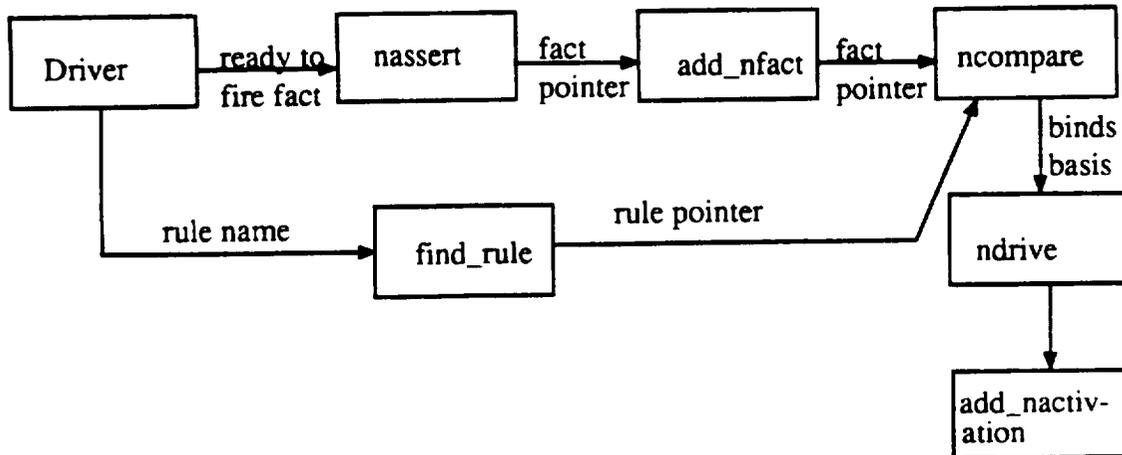 Driver
ready to
fire fact
nassert
fact
pointer
add_nfact
fact
pointer
ncompare
binds
basis
rule name
find_rule
rule pointer
ndrive
add_nactiv-
ation